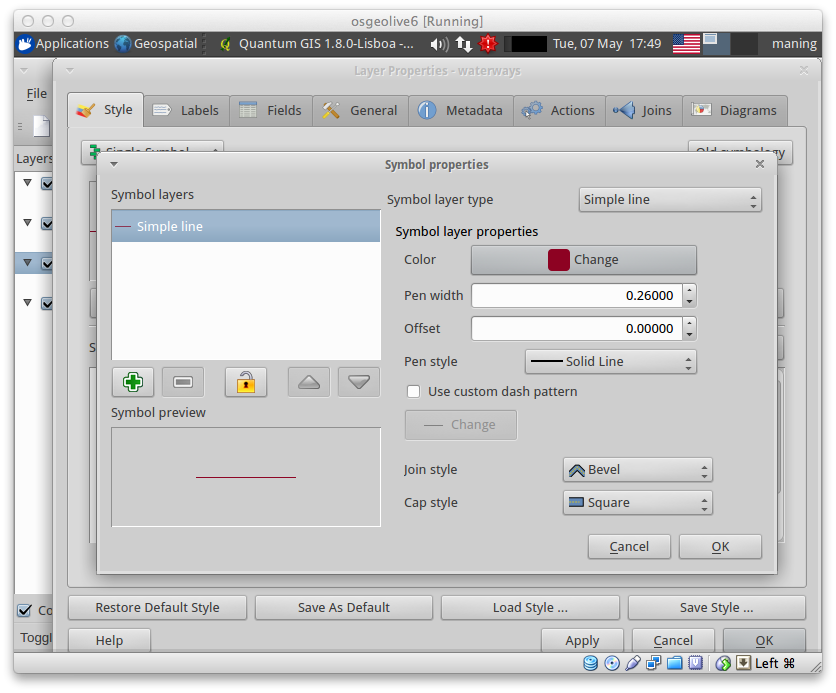 osgeolive6 [Running]
Applications Geospatial Quantum GIS 1.8.0-Lisboa -... Tue, 07 May 17:49 maning
Layer Properties - waterways
File
Style Labels Fields General Metadata Actions Joins Diagrams
Layers
Single Symbol Old symbology
Symbol properties
Symbol layers
Simple line
Symbol layer type Simple line
Symbol layer properties
Color Change
Pen width 0.26000
Offset 0.00000
Pen style Solid Line
Use custom dash pattern
Change
Symbol preview
Join style Bevel
Cap style Square
Cancel OK
Restore Default Style Save As Default Load Style ... Save Style ...
Co
Toggl
Help Apply Cancel OK
Left ⌘